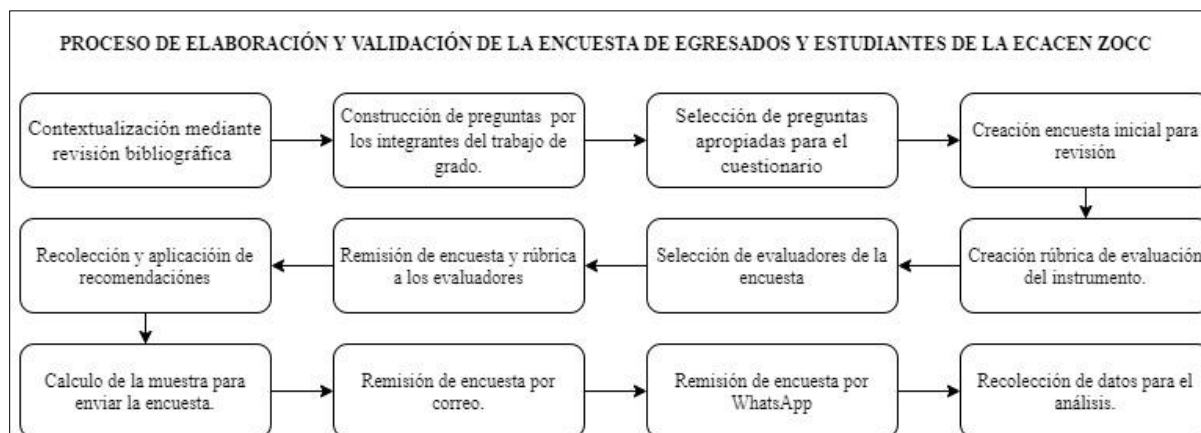 PROCESO DE ELABORACIÓN Y VALIDACIÓN DE LA ENCUESTA DE EGRESADOS Y ESTUDIANTES DE LA ECACEN ZOCC
Contextualización mediante
revisión bibliográfica
Construcción de preguntas por
los integrantes del trabajo de
grado.
Selección de preguntas
apropiadas para el
cuestionario
Creación encuesta inicial para
revisión
Creación rúbrica de evaluación
del instrumento.
Selección de evaluadores de la
encuesta
Remisión de encuesta y rúbrica
a los evaluadores
Recolección y aplicacióin de
recomendaciónes
Calculo de la muestra para
enviar la encuesta.
Remisión de encuesta por
correo.
Remisión de encuesta por
WhatsApp
Recolección de datos para el
análisis.